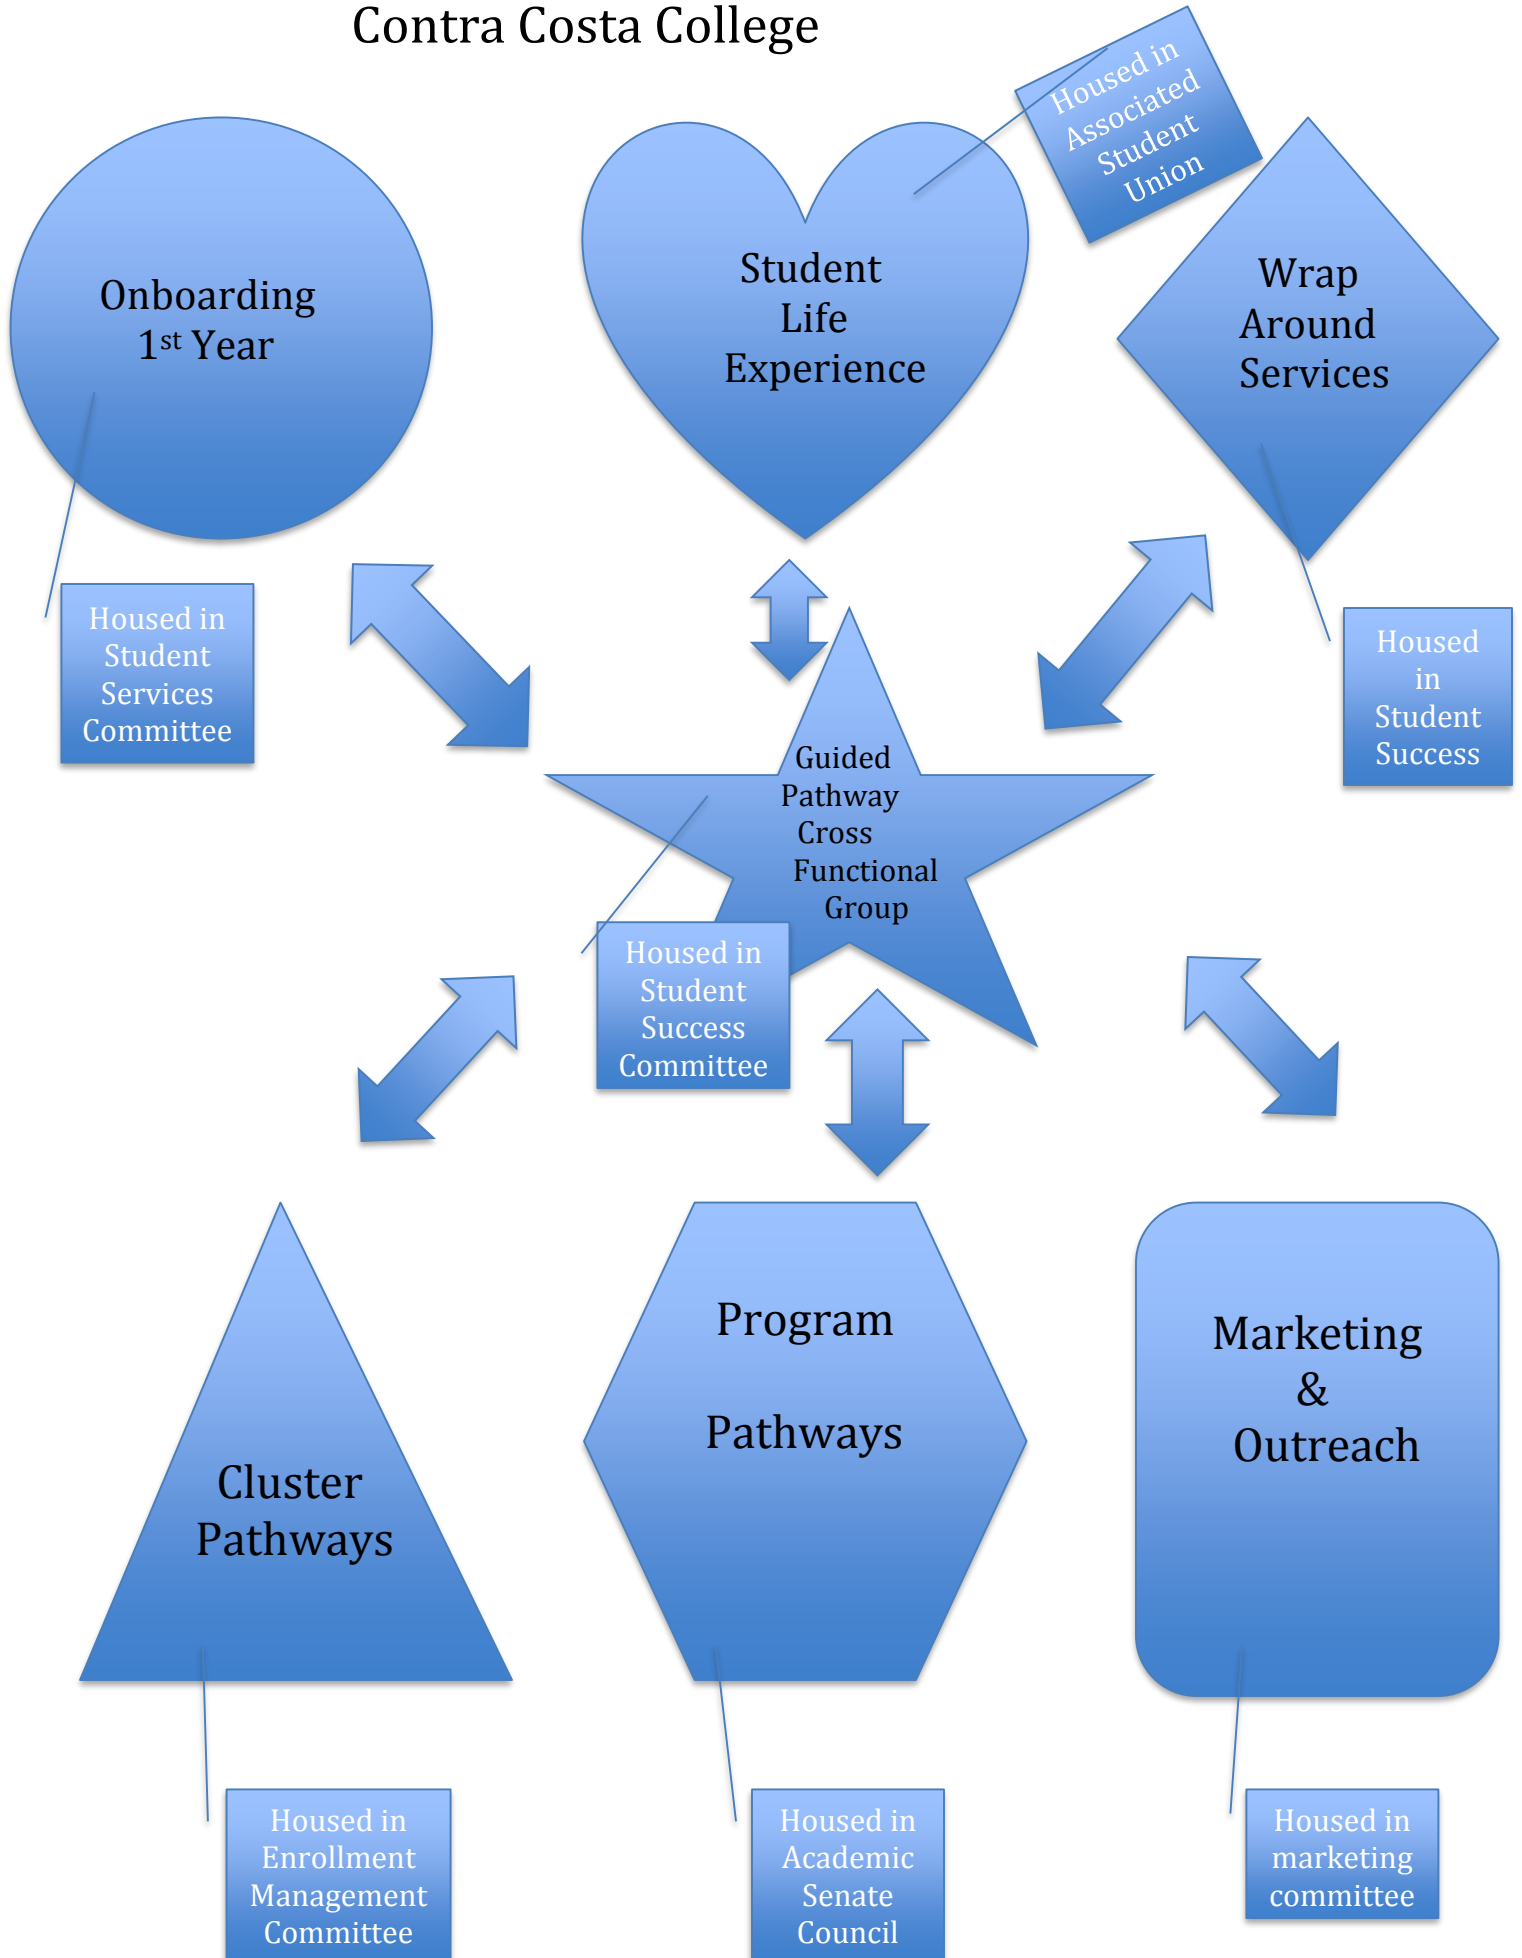 Contra Costa College
Housed in
Associated
Student
Union
Onboarding
1st Year
Student
Life
Experience
Wrap
Around
Services
Housed in
Student
Services
Committee
Housed
in
Student
Success
Guided
Pathway
Cross
Functional
Group
Housed in
Student
Success
Committee
Cluster
Pathways
Program
Pathways
Marketing
&
Outreach
Housed in
Enrollment
Management
Committee
Housed in
Academic
Senate
Council
Housed in
marketing
committee